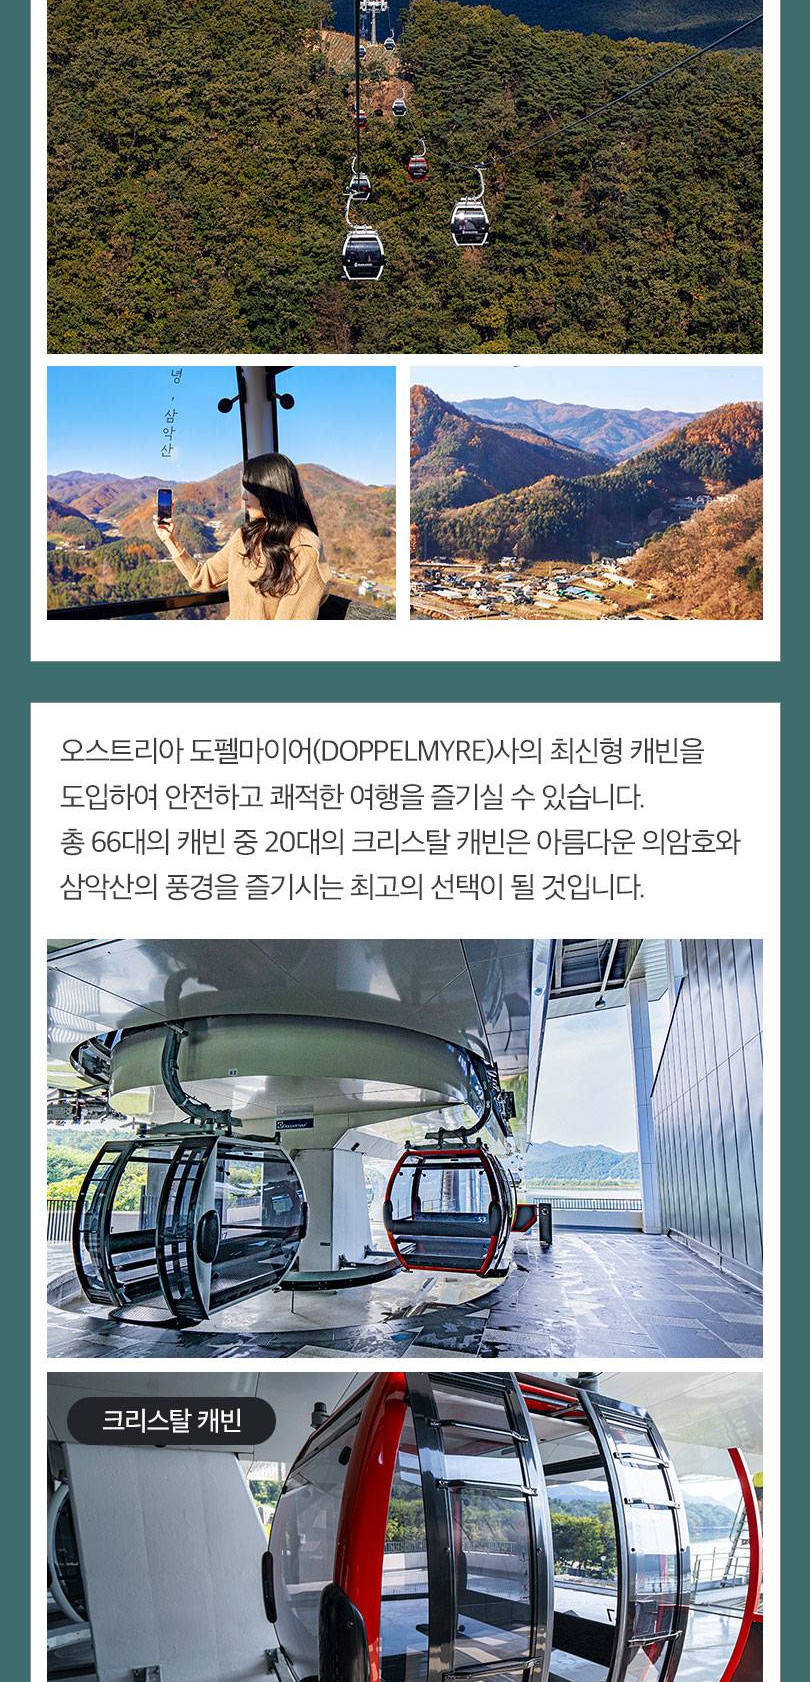 녕,
삼악산
오스트리아 도펠마이어(DOPPELMYRE)사의 최신형 캐빈을
도입하여 안전하고 쾌적한 여행을 즐기실 수 있습니다.
총 66대의 캐빈 중 20대의 크리스탈 캐빈은 아름다운 의암호와
삼악산의 풍경을 즐기시는 최고의 선택이 될 것입니다.
Doppelmayr
53
크리스탈 캐빈